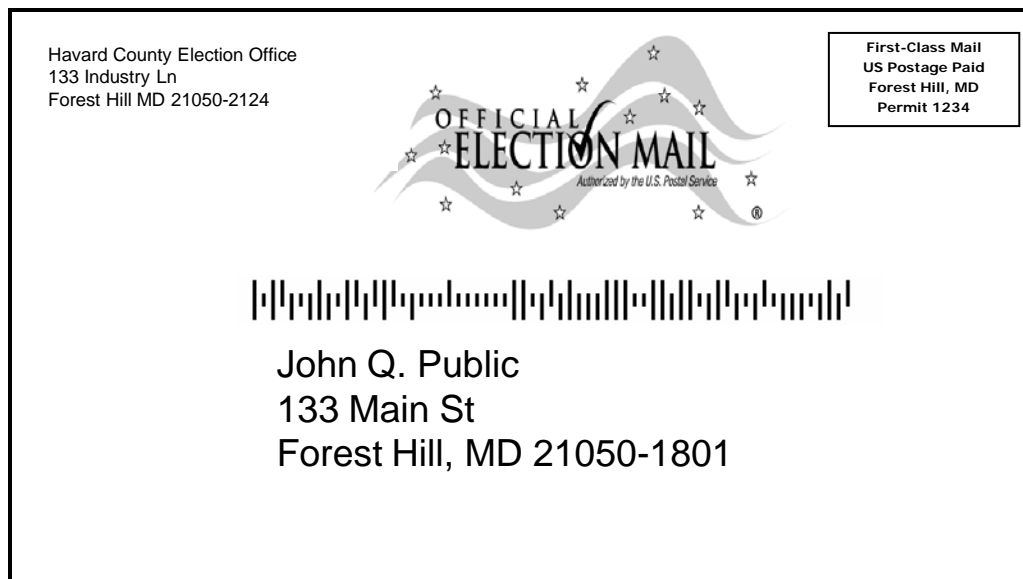 Havard County Election Office
133 Industry Ln
Forest Hill MD 21050-2124
OFFICIAL
ELECTION MAIL
Authorized by the U.S. Postal Service
®
First-Class Mail
US Postage Paid
Forest Hill, MD
Permit 1234
John Q. Public
133 Main St
Forest Hill, MD 21050-1801